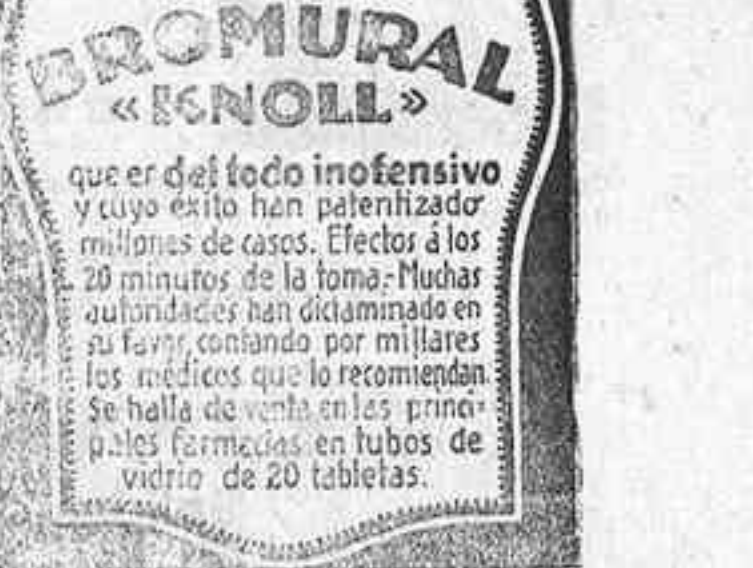 BROMURAL
«KNOLL»
que es del todo inofensivo
y cuyo éxito han patentizado
millones de casos. Efectos á los
20 minutos de la toma.-Muchas
autoridades han dictaminado en
su favor, contando por millares
los médicos que lo recomiendan.
Se halla de venta en las princi-
pales farmacias en tubos de
vidrio de 20 tabletas.